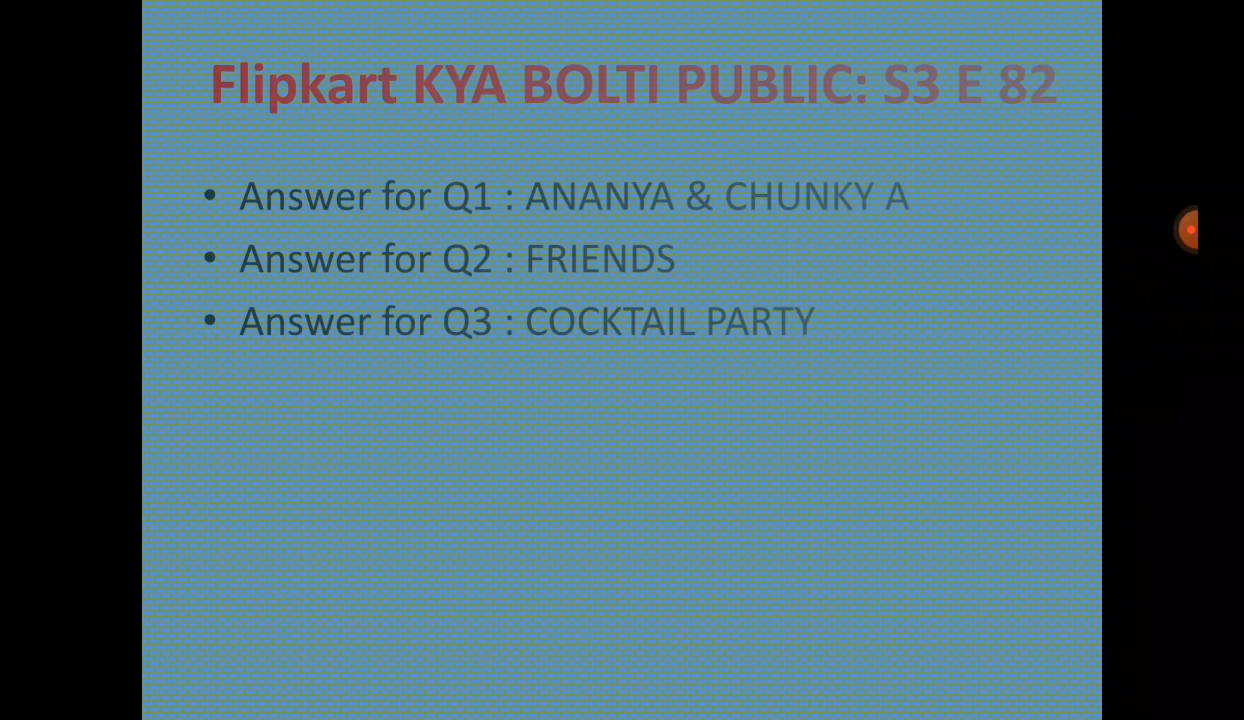 Flipkart KYA BOLTI PUBLIC: S3 E 82
• Answer for Q1 : ANANYA & CHUNKY A
• Answer for Q2 : FRIENDS
• Answer for Q3 : COCKTAIL PARTY